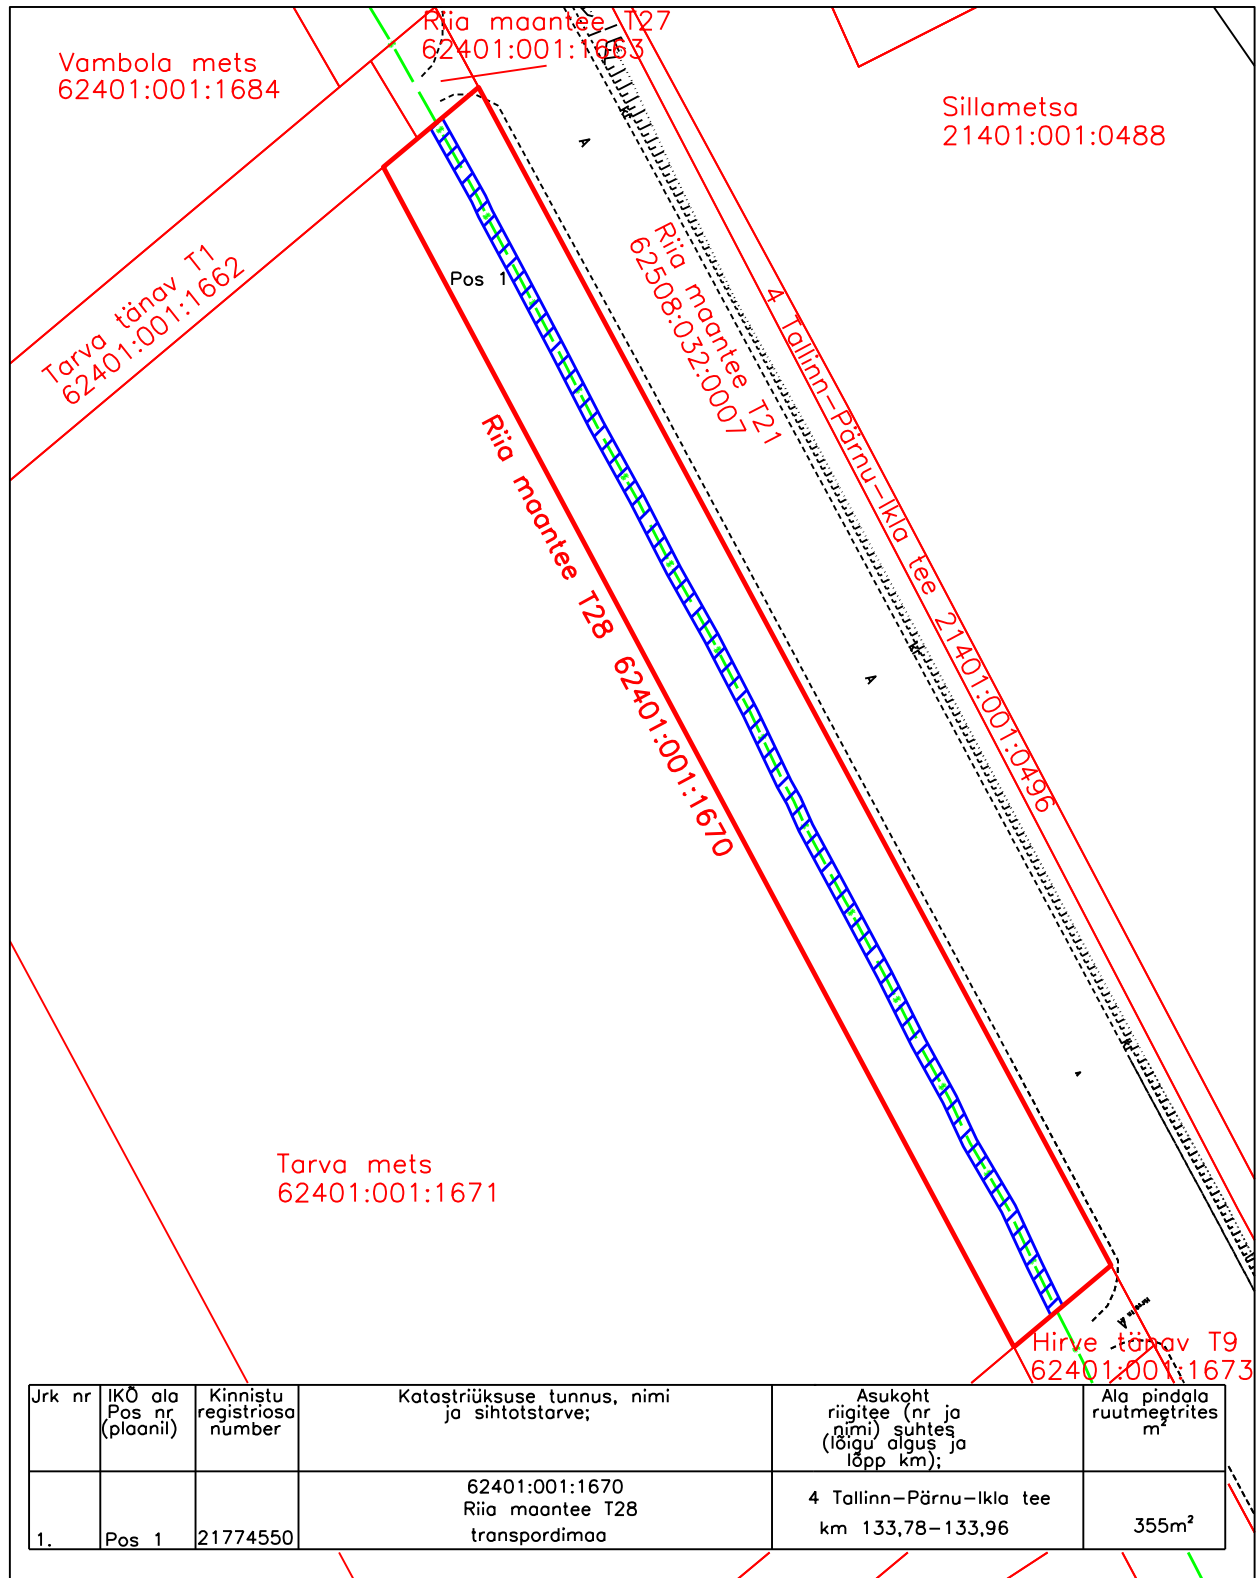 Riia maantee T27
62401:001:1663
Vambola mets
62401:001:1684
Sillametsa
21401:001:0488
A
Tarva tänav T1
62401:001:1662
Pos 1
Riia maantee T21
62508:032:0007
4 Tallinn-Pärnu-Ikla tee 21401:001:0496
Riia maantee T28 62401:001:1670
A
A
Tarva mets
62401:001:1671
A
Hirve tänav T9
62401:001:1673
Jrk nr
IKÕ ala
Pos nr
(plaanil)
Kinnistu
registriosa
number
Katastriüksuse tunnus, nimi
ja sihtotstarve;
Asukoht
riigitee (nr ja
nimi) suhtes
(lõigu algus ja
lõpp km);
Ala pindala
ruutmeetrites
m²
1.
Pos 1
21774550
62401:001:1670
Riia maantee T28
transpordimaa
4 Tallinn-Pärnu-Ikla tee
km 133,78-133,96
355m²